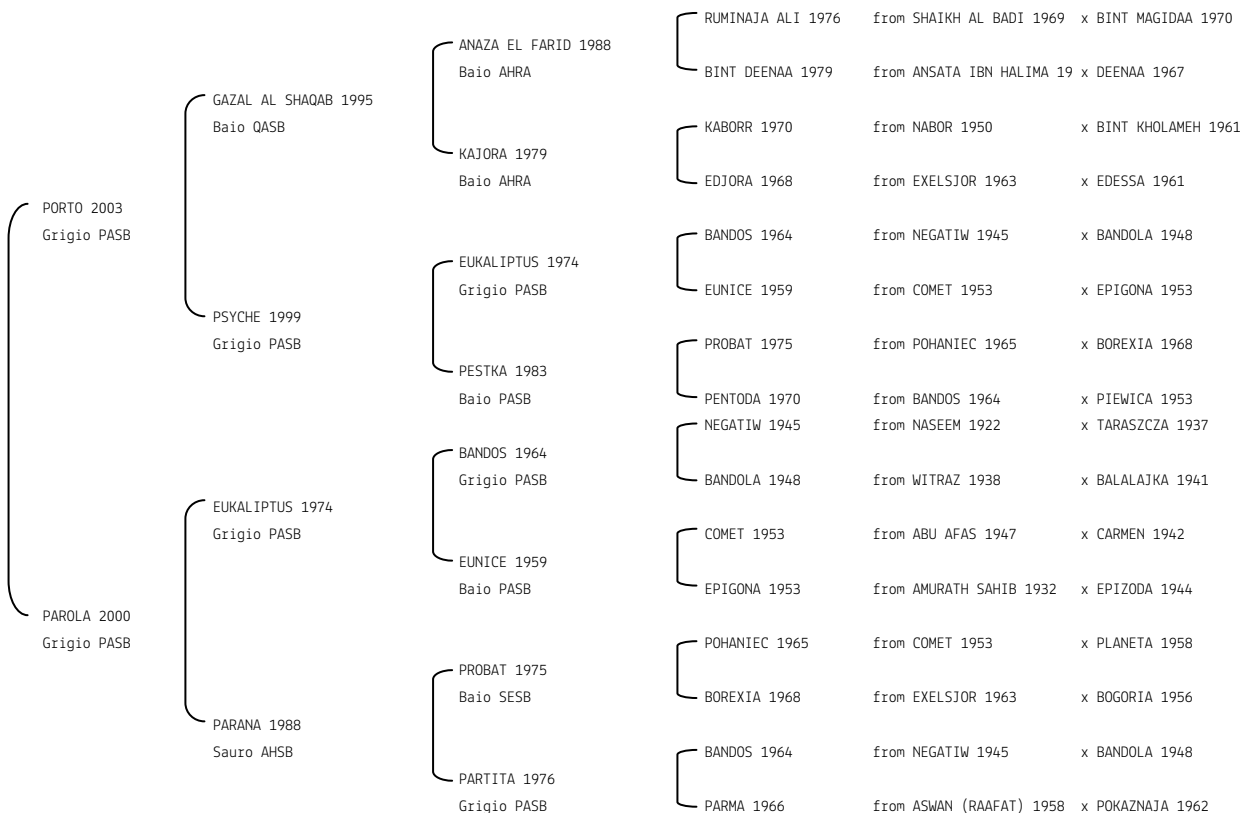 RUMINAJA ALI 1976 from SHAIKH AL BADI 1969 x BINT MAGIDAA 1970
ANAZA EL FARID 1988
Baio AHRA
BINT DEENAA 1979 from ANSATA IBN HALIMA 19 x DEENAA 1967
GAZAL AL SHAQAB 1995
Baio QASB
KABORR 1970 from NABOR 1950 x BINT KHOLAMEH 1961
KAJORA 1979
Baio AHRA
EDJORA 1968 from EXELSJOR 1963 x EDESSA 1961
PORTO 2003
Grigio PASB
BANDOS 1964 from NEGATIW 1945 x BANDOLA 1948
EUKALIPTUS 1974
Grigio PASB
EUNICE 1959 from COMET 1953 x EPIGONA 1953
PSYCHE 1999
Grigio PASB
PROBAT 1975 from POHANIEC 1965 x BOREXIA 1968
PESTKA 1983
Baio PASB
PENTODA 1970 from BANDOS 1964 x PIEWICA 1953
NEGATIW 1945 from NASEEM 1922 x TARASZCZA 1937
BANDOS 1964
Grigio PASB
BANDOLA 1948 from WITRAZ 1938 x BALALAJKA 1941
EUKALIPTUS 1974
Grigio PASB
COMET 1953 from ABU AFAS 1947 x CARMEN 1942
EUNICE 1959
Baio PASB
EPIGONA 1953 from AMURATH SAHIB 1932 x EPIZODA 1944
PAROLA 2000
Grigio PASB
POHANIEC 1965 from COMET 1953 x PLANETA 1958
PROBAT 1975
Baio SESB
BOREXIA 1968 from EXELSJOR 1963 x BOGORIA 1956
PARANA 1988
Sauro AHSB
BANDOS 1964 from NEGATIW 1945 x BANDOLA 1948
PARTITA 1976
Grigio PASB
PARMA 1966 from ASWAN (RAAFAT) 1958 x POKAZNAJA 1962